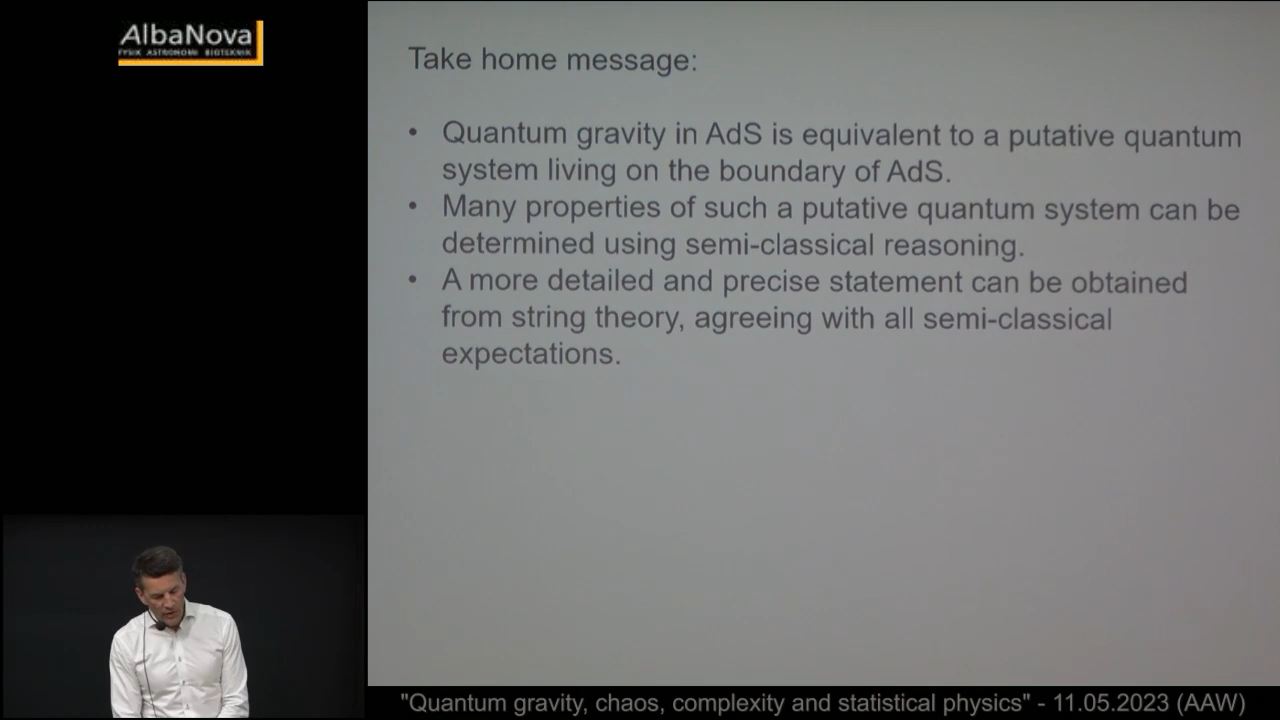 AlbaNova
FYSIK ASTRONOMI BIOTEKNIK
Take home message:
• Quantum gravity in AdS is equivalent to a putative quantum
system living on the boundary of AdS.
• Many properties of such a putative quantum system can be
determined using semi-classical reasoning.
• A more detailed and precise statement can be obtained
from string theory, agreeing with all semi-classical
expectations.
"Quantum gravity, chaos, complexity and statistical physics" - 11.05.2023 (AAW)